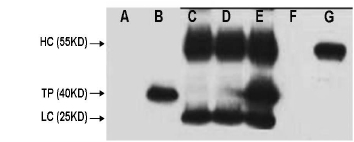 A B C D E F G
HC (55KD)
TP (40KD)
LC (25KD)